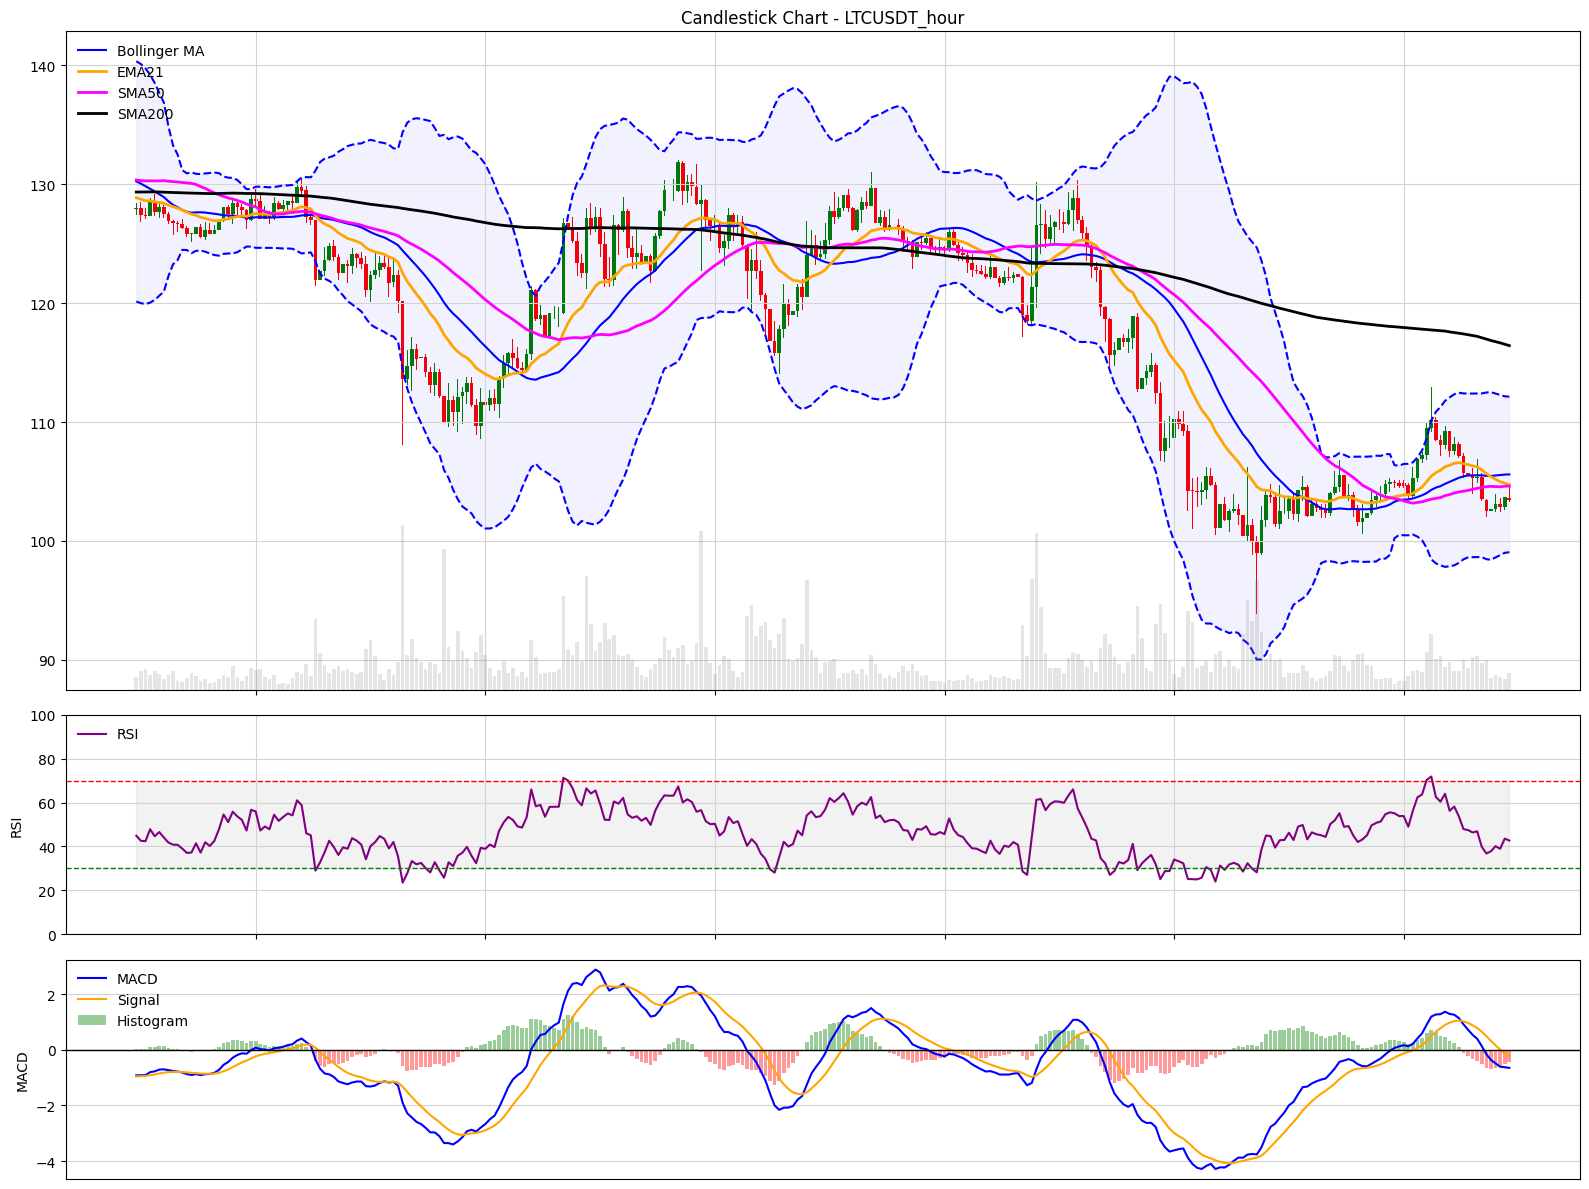 Candlestick Chart - LTCUSDT_hour
Bollinger MA
EMA21
SMA50
SMA200
140
130
120
110
100
90
RSI
RSI
100
80
60
40
20
0
MACD
Signal
Histogram
MACD
2
0
−2
−4